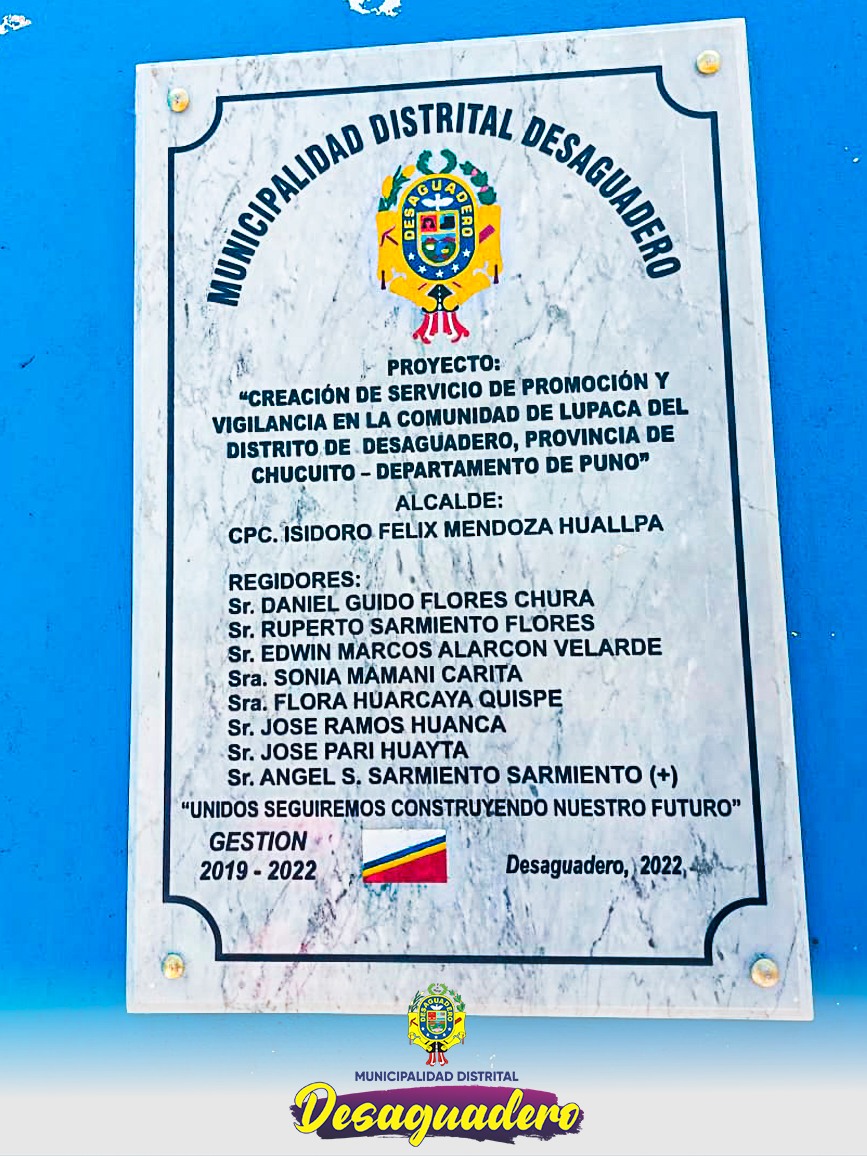 MUNICIPALIDAD DISTRITAL DESAGUADERO
DESAGUADERO
PROYECTO:
“CREACIÓN DE SERVICIO DE PROMOCIÓN Y
VIGILANCIA EN LA COMUNIDAD DE LUPACA DEL
DISTRITO DE DESAGUADERO, PROVINCIA DE
CHUCUITO – DEPARTAMENTO DE PUNO”
ALCALDE:
CPC. ISIDORO FELIX MENDOZA HUALLPA
REGIDORES:
Sr. DANIEL GUIDO FLORES CHURA
Sr. RUPERTO SARMIENTO FLORES
Sr. EDWIN MARCOS ALARCON VELARDE
Sra. SONIA MAMANI CARITA
Sra. FLORA HUARCAYA QUISPE
Sr. JOSE RAMOS HUANCA
Sr. JOSE PARI HUAYTA
Sr. ANGEL S. SARMIENTO SARMIENTO (+)
“UNIDOS SEGUIREMOS CONSTRUYENDO NUESTRO FUTURO”
GESTION
2019 - 2022
Desaguadero, 2022,
DESAGUADERO
MUNICIPALIDAD DISTRITAL
Desaguadero